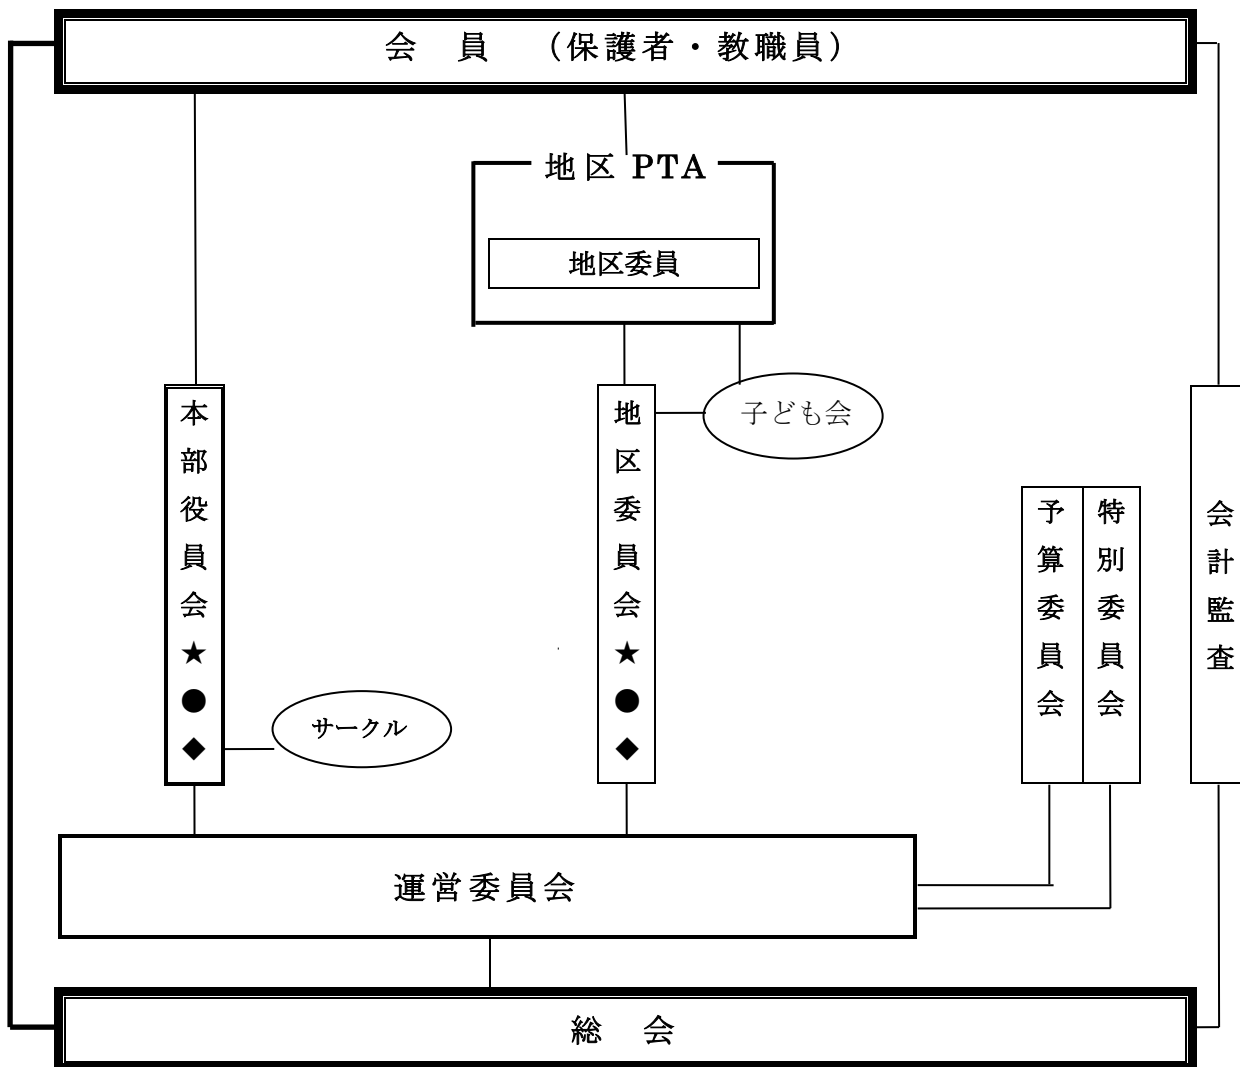 会　員　（保護者・教職員）
地区 PTA
地区委員
子ども会
本部役員会★●◆
地区委員会★●◆
予算委員会
特別委員会
会計監査
サークル
運営委員会
総　会